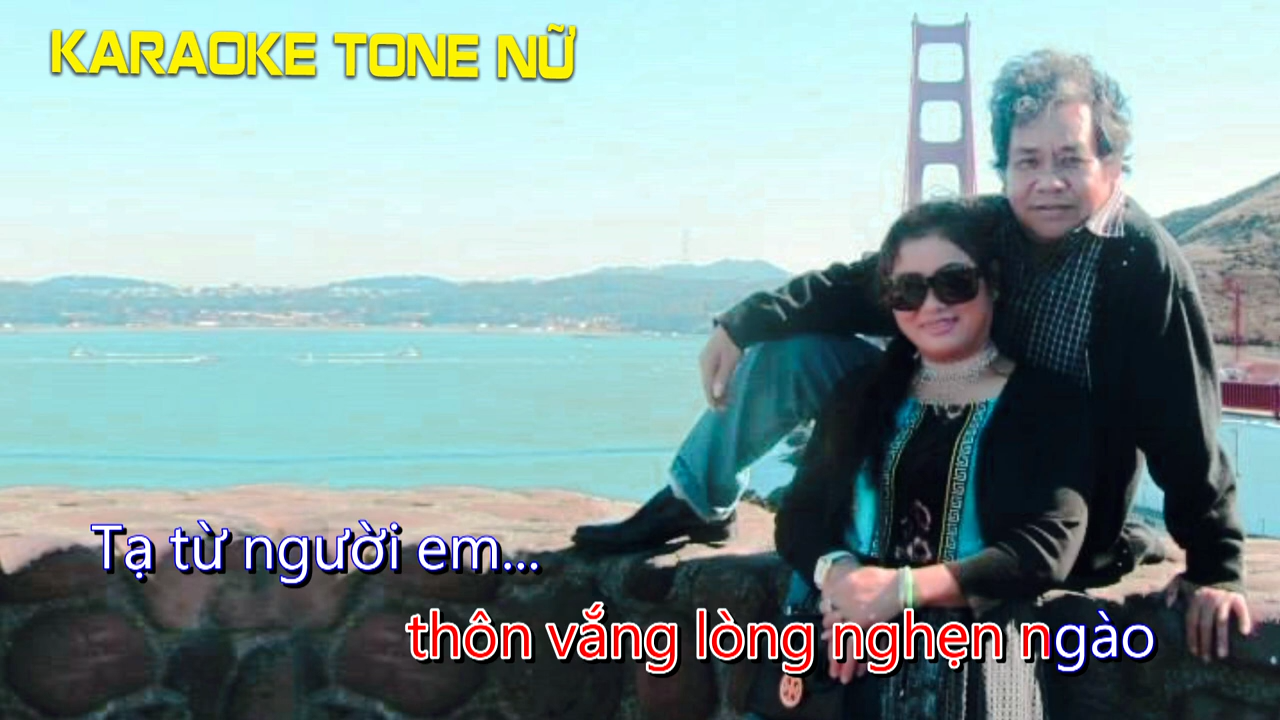 KARAOKE TONE NỮ
Tạ từ người em...
thôn vắng lòng nghẹn ngào